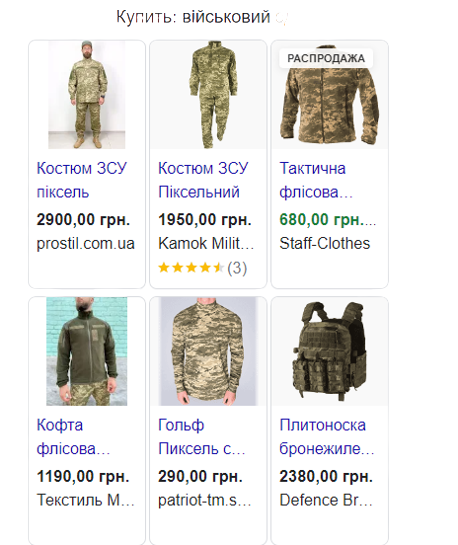 Купить: військовий
РАСПРОДАЖА
Костюм ЗСУ
піксель
2900,00 грн.
prostil.com.ua
Костюм ЗСУ
Піксельний
1950,00 грн.
Kamok Milit…
(3)
Тактична
флісова…
680,00 грн.…
Staff-Clothes
Кофта
флісова…
1190,00 грн.
Текстиль М…
Гольф
Пиксель с…
290,00 грн.
patriot-tm.s…
Плитоноска
бронежиле…
2380,00 грн.
Defence Br…